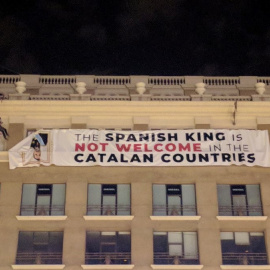 THE SPANISH KING IS
NOT WELCOME IN THE
CATALAN COUNTRIES